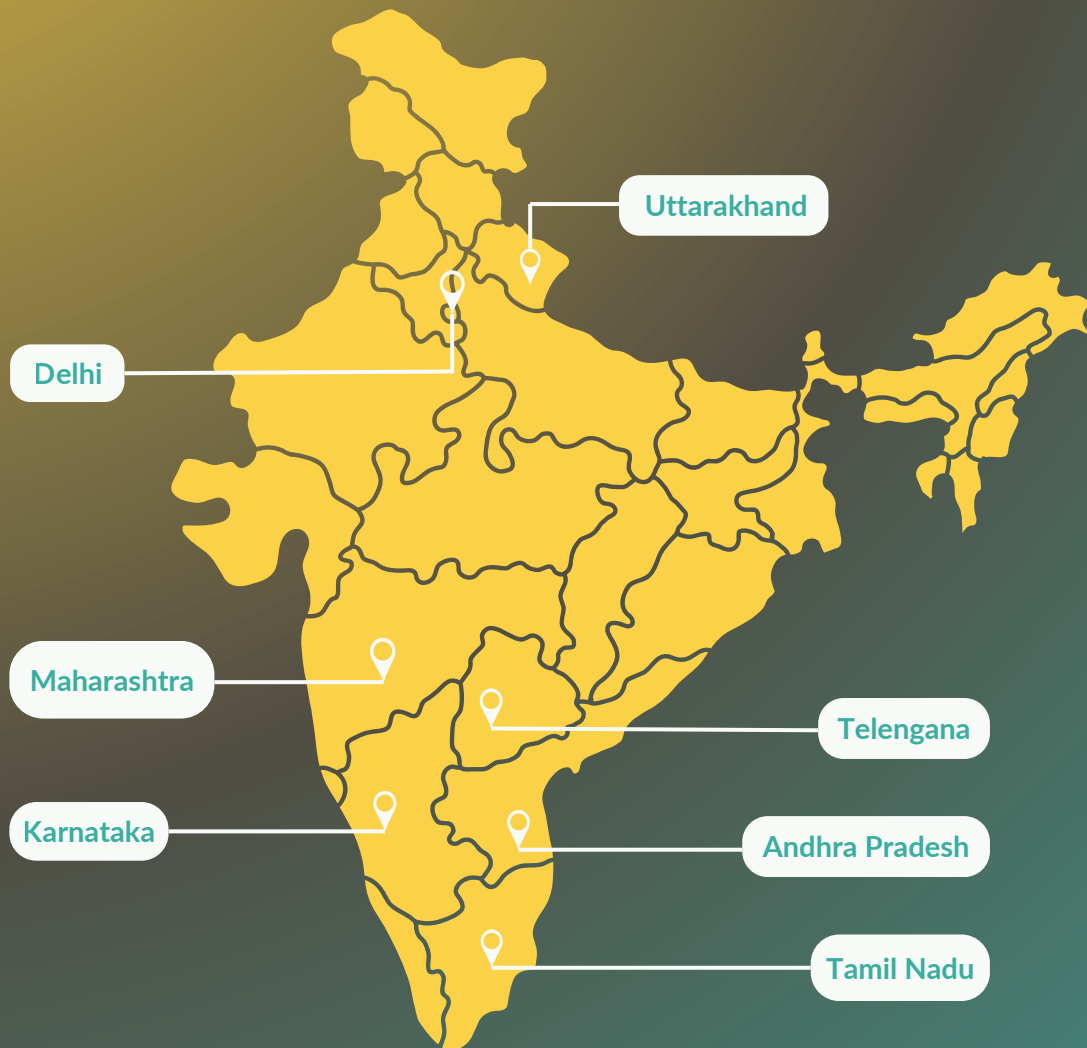 Uttarakhand
Delhi
Maharashtra
Telengana
Karnataka
Andhra Pradesh
Tamil Nadu